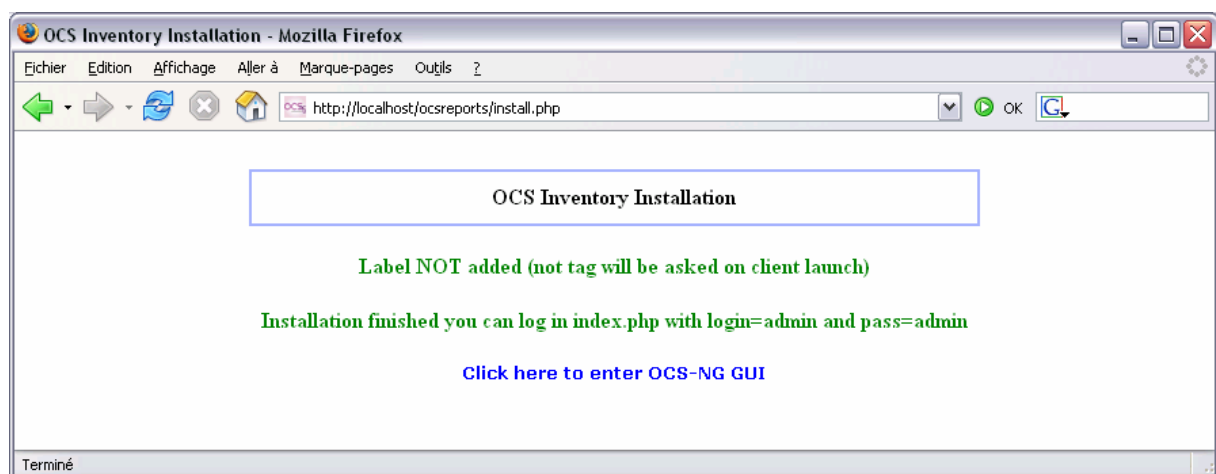 OCS Inventory Installation - Mozilla Firefox
Fichier Edition Affichage Aller à Marque-pages Outils ?
OCS http://localhost/ocsreports/install.php OK G
OCS Inventory Installation
Label NOT added (not tag will be asked on client launch)
Installation finished you can log in index.php with login=admin and pass=admin
Click here to enter OCS-NG GUI
Terminé